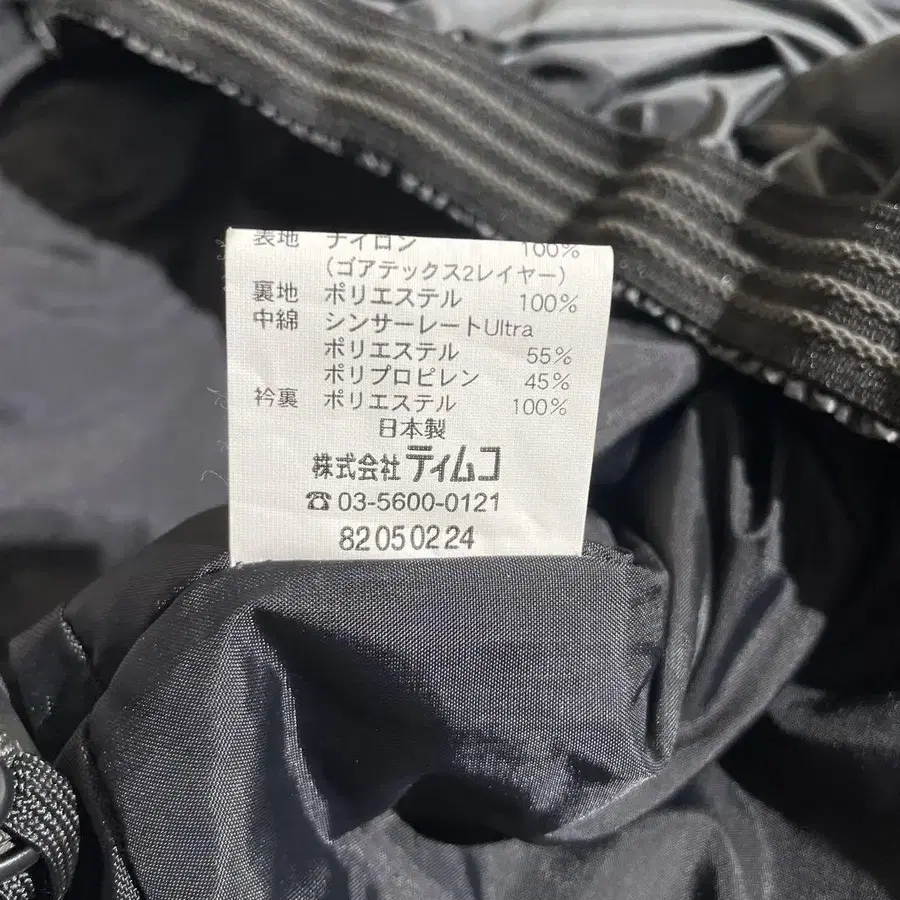 表地 ナイロン 100%
(ゴアテックス2レイヤー)
裏地 ポリエステル 100%
中綿 シンサーレートUltra
ポリエステル 55%
ポリプロピレン 45%
衿裏 ポリエステル 100%
日本製
株式会社 ティムコ
☎ 03-5600-0121
82050224